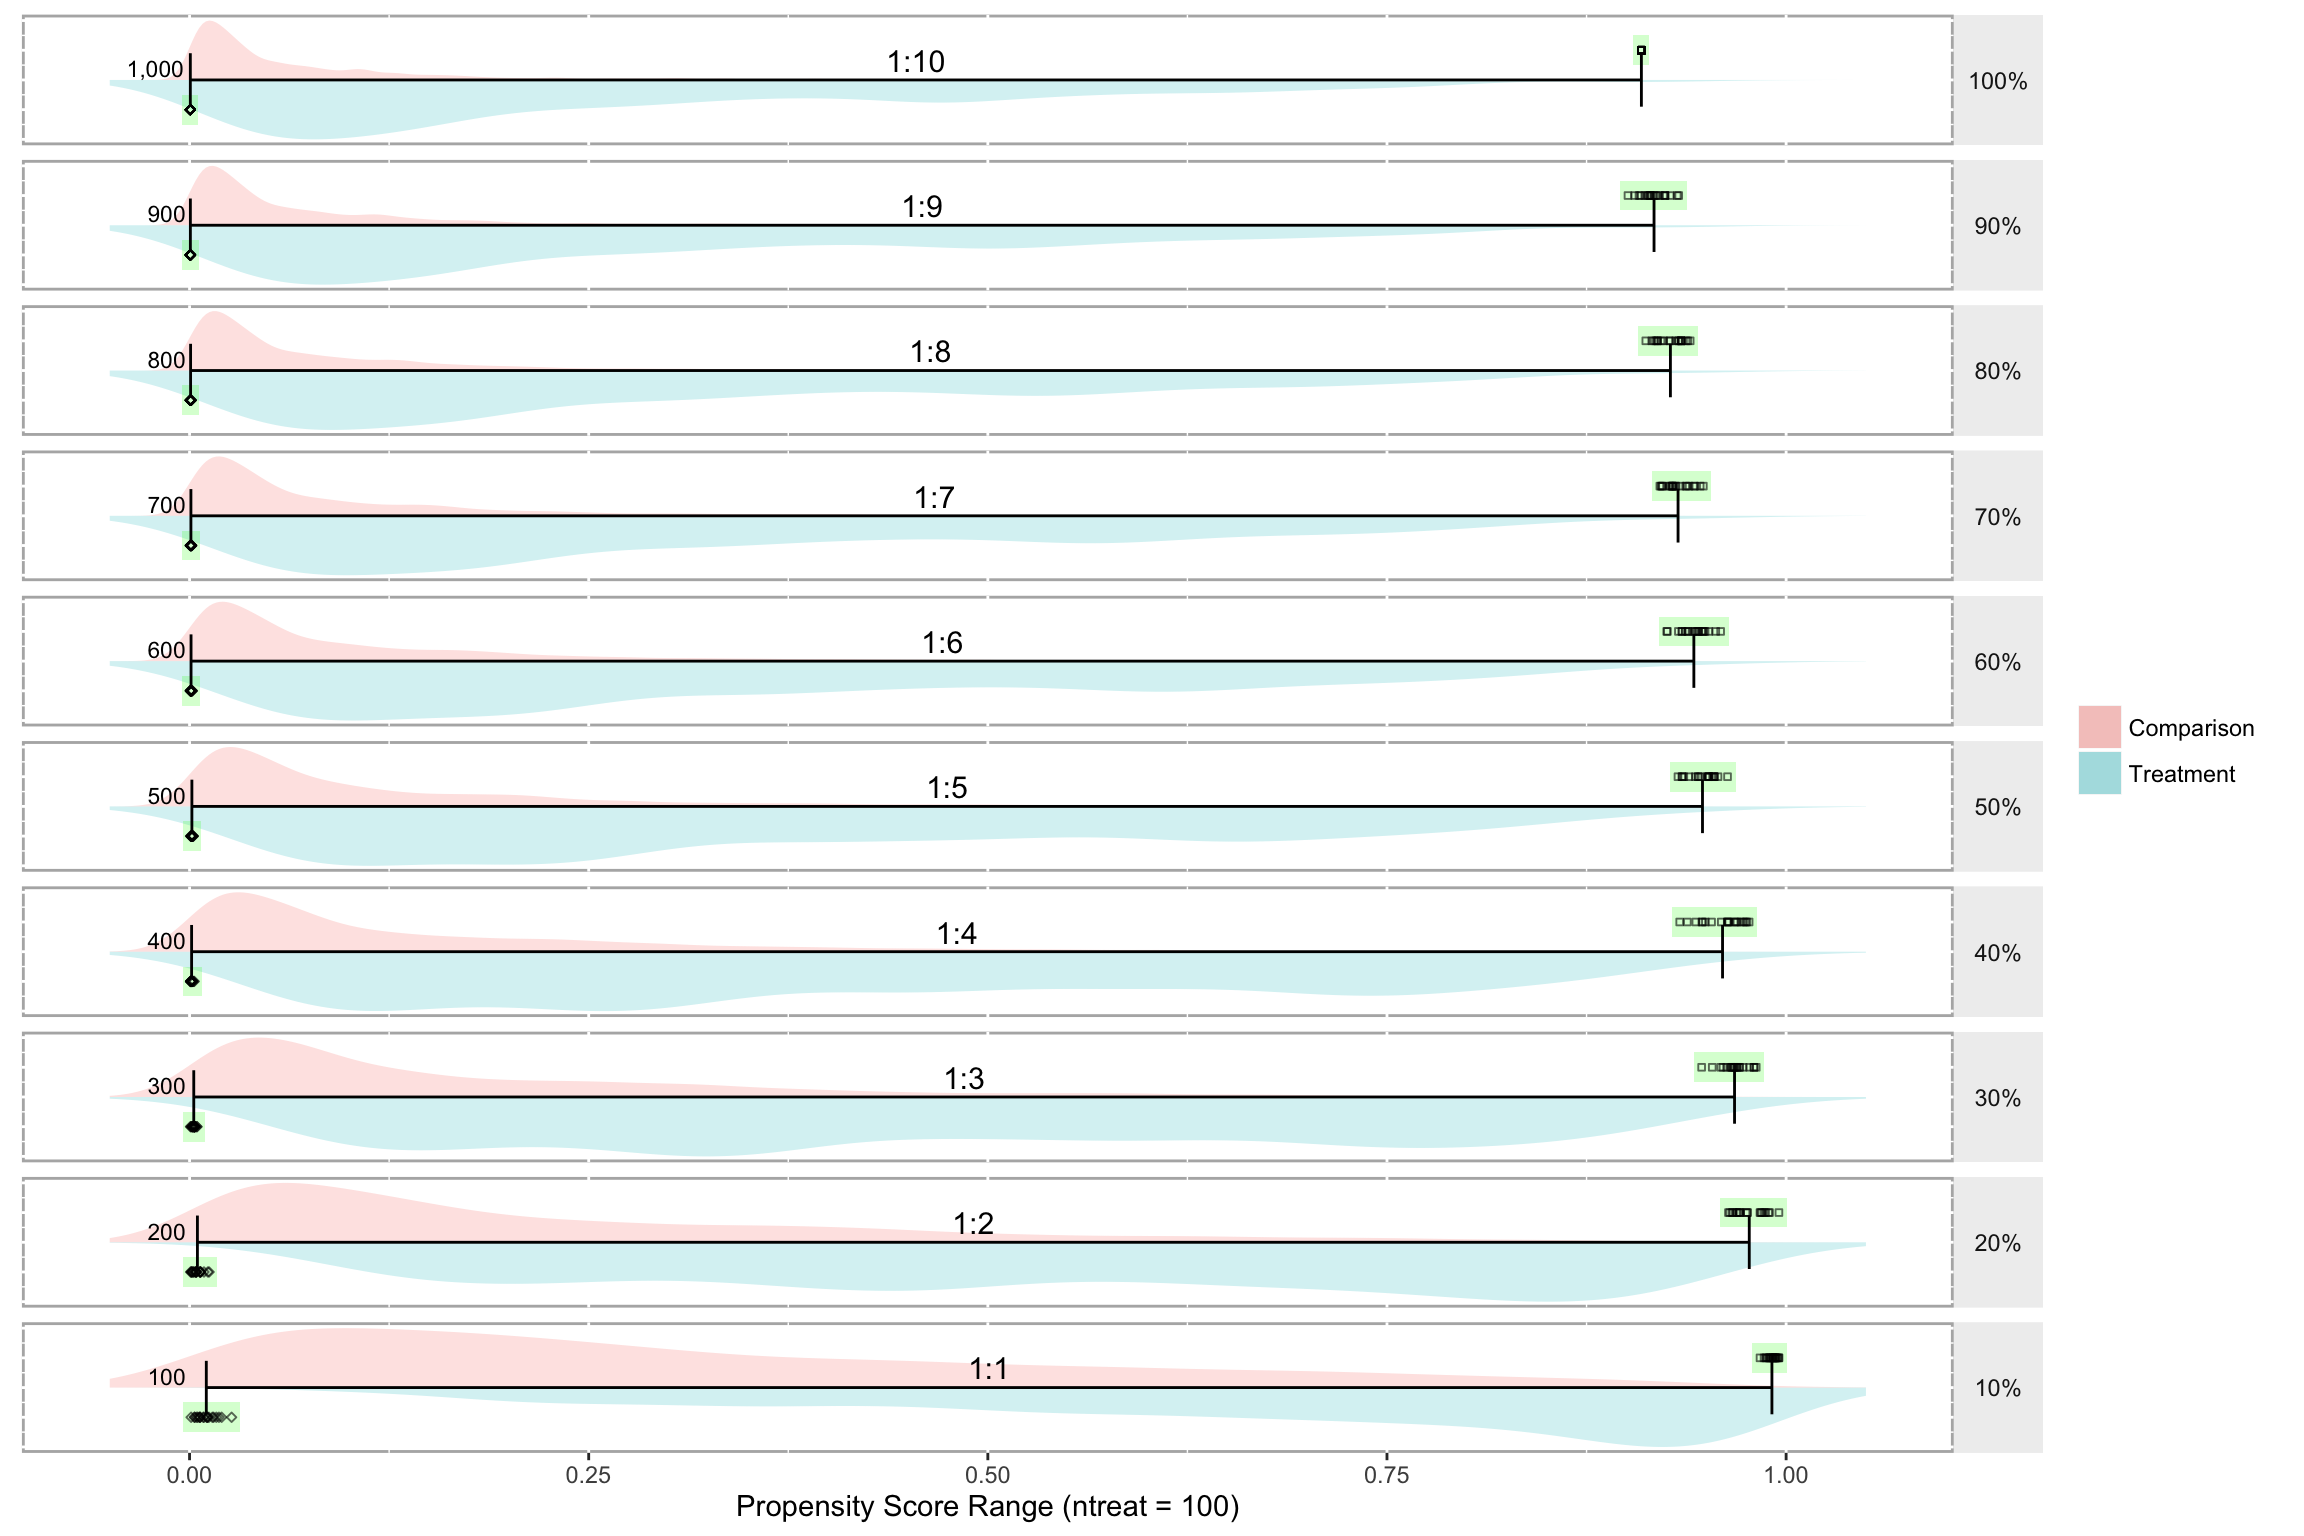 1,000 1:10 100%
900 1:9 90%
800 1:8 80%
700 1:7 70%
600 1:6 60%
500 1:5 50%
400 1:4 40%
300 1:3 30%
200 1:2 20%
100 1:1 10%
0.00 0.25 0.50 0.75 1.00
Propensity Score Range (ntreat = 100)
Comparison
Treatment